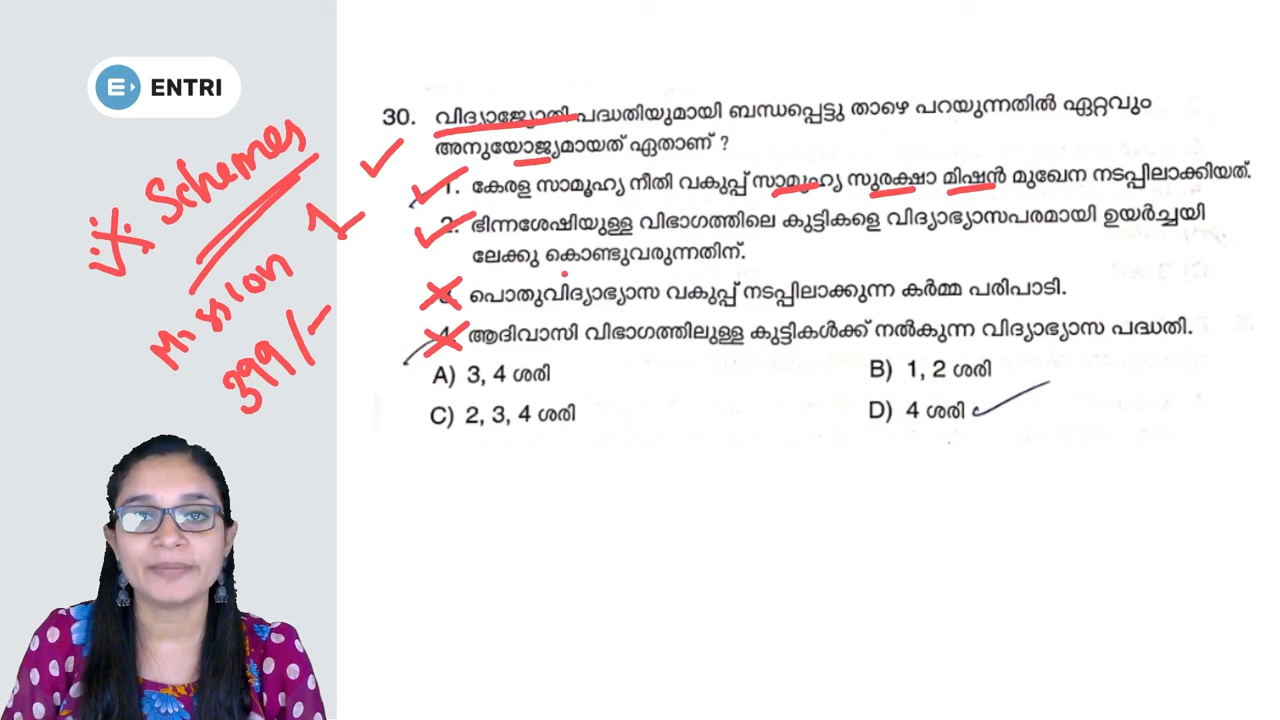 ENTRI
Schemes
Mission 1
399/-
30. വിദ്യാജ്യോതി പദ്ധതിയുമായി ബന്ധപ്പെട്ടു താഴെ പറയുന്നതിൽ ഏറ്റവും
അനുയോജ്യമായത് ഏതാണ് ?
1. കേരള സാമൂഹ്യ നീതി വകുപ്പ് സാമൂഹ്യ സുരക്ഷാ മിഷൻ മുഖേന നടപ്പിലാക്കിയത്.
2. ഭിന്നശേഷിയുള്ള വിഭാഗത്തിലെ കുട്ടികളെ വിദ്യാഭ്യാസപരമായി ഉയർച്ചയി
ലേക്കു കൊണ്ടുവരുന്നതിന്.
പൊതുവിദ്യാഭ്യാസ വകുപ്പ് നടപ്പിലാക്കുന്ന കർമ്മ പരിപാടി.
4. ആദിവാസി വിഭാഗത്തിലുള്ള കുട്ടികൾക്ക് നൽകുന്ന വിദ്യാഭ്യാസ പദ്ധതി.
A) 3, 4 ശരി
B) 1, 2 ശരി
C) 2, 3, 4 ശരി
D) 4 ശരി